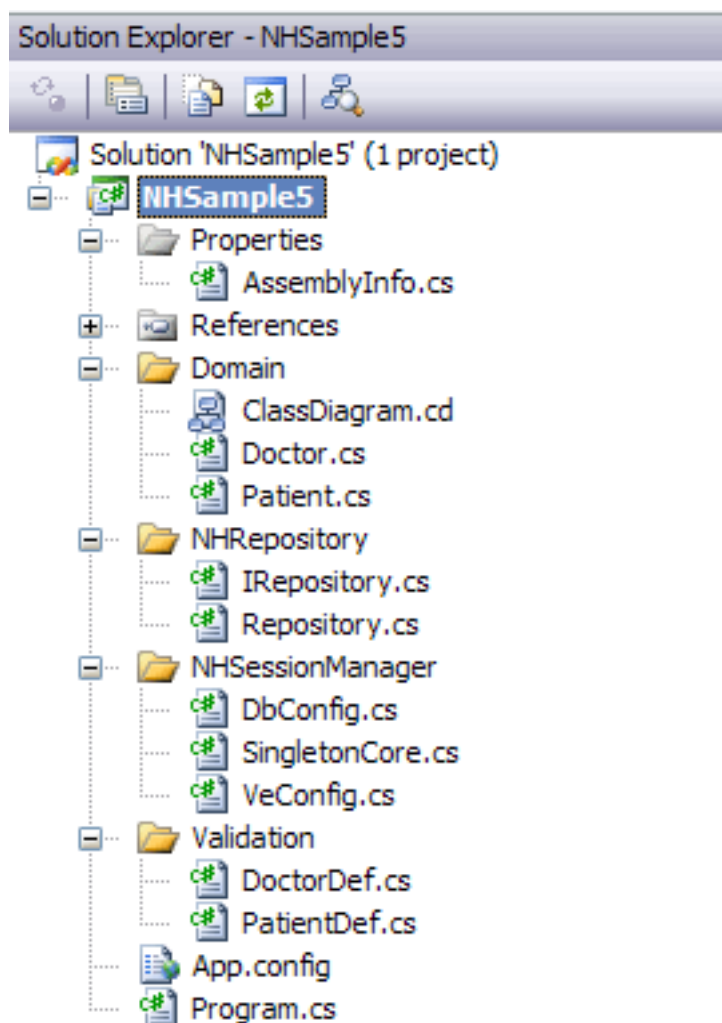 Solution Explorer - NHSample5
Solution 'NHSample5' (1 project)
NHSample5
Properties
AssemblyInfo.cs
References
Domain
ClassDiagram.cd
Doctor.cs
Patient.cs
NHRepository
IRepository.cs
Repository.cs
NHSessionManager
DbConfig.cs
SingletonCore.cs
VeConfig.cs
Validation
DoctorDef.cs
PatientDef.cs
App.config
Program.cs